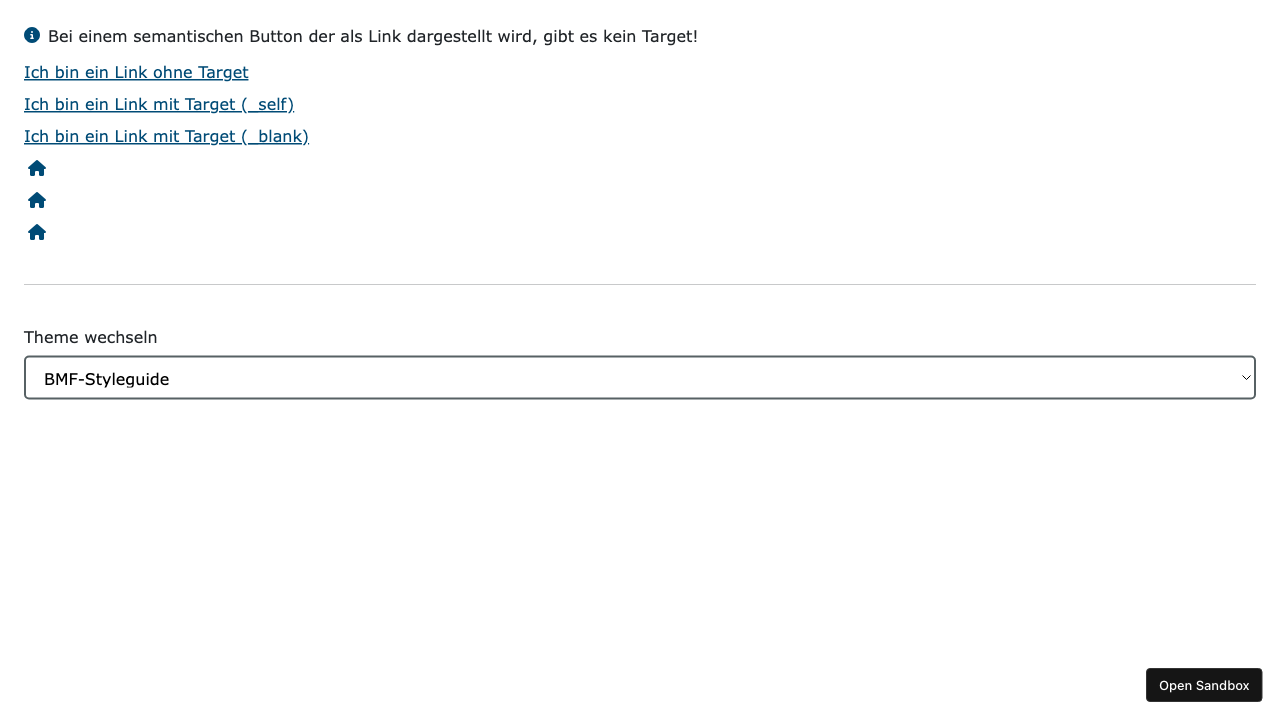 Bei einem semantischen Button der als Link dargestellt wird, gibt es kein Target!
Ich bin ein Link ohne Target
Ich bin ein Link mit Target (_self)
Ich bin ein Link mit Target (_blank)
Theme wechseln
BMF-Styleguide
Open Sandbox